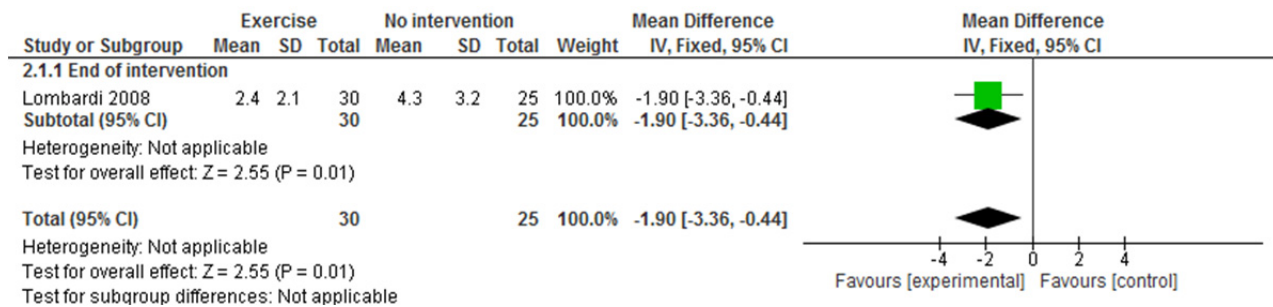 Exercise No intervention Mean Difference Mean Difference
Study or Subgroup Mean SD Total Mean SD Total Weight IV, Fixed, 95% CI IV, Fixed, 95% CI
2.1.1 End of intervention
Lombardi 2008 2.4 2.1 30 4.3 3.2 25 100.0% -1.90 [-3.36, -0.44]
Subtotal (95% CI) 30 25 100.0% -1.90 [-3.36, -0.44]
Heterogeneity: Not applicable
Test for overall effect: Z = 2.55 (P = 0.01)
Total (95% CI) 30 25 100.0% -1.90 [-3.36, -0.44]
Heterogeneity: Not applicable
Test for overall effect: Z = 2.55 (P = 0.01)
Test for subgroup differences: Not applicable
-4 -2 0 2 4
Favours [experimental] Favours [control]